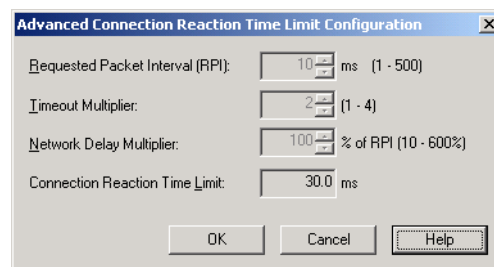 Advanced Connection Reaction Time Limit Configuration
Requested Packet Interval (RPI): 10 ms (1 - 500)
Timeout Multiplier: 2 (1 - 4)
Network Delay Multiplier: 100 % of RPI (10 - 600%)
Connection Reaction Time Limit: 30.0 ms
OK Cancel Help